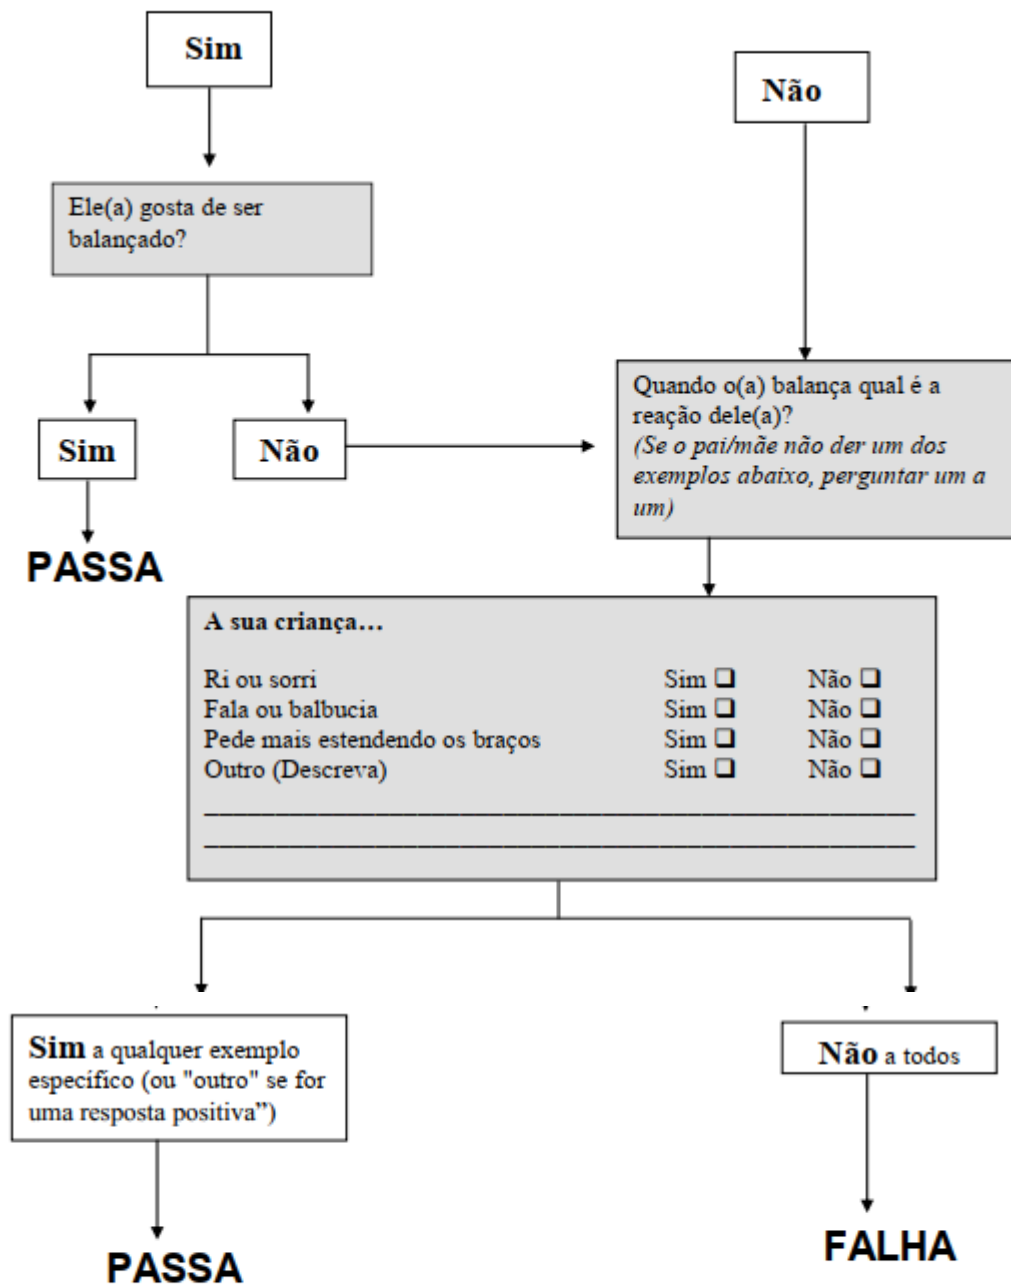 Sim
Não
Ele(a) gosta de ser
balançado?
Sim
Não
PASSA
Quando o(a) balança qual é a
reação dele(a)?
(Se o pai/mãe não der um dos
exemplos abaixo, perguntar um a
um)
A sua criança…
Ri ou sorri Sim ❑ Não ❑
Fala ou balbucia Sim ❑ Não ❑
Pede mais estendendo os braços Sim ❑ Não ❑
Outro (Descreva) Sim ❑ Não ❑
Sim a qualquer exemplo
específico (ou "outro" se for
uma resposta positiva”)
Não a todos
PASSA
FALHA